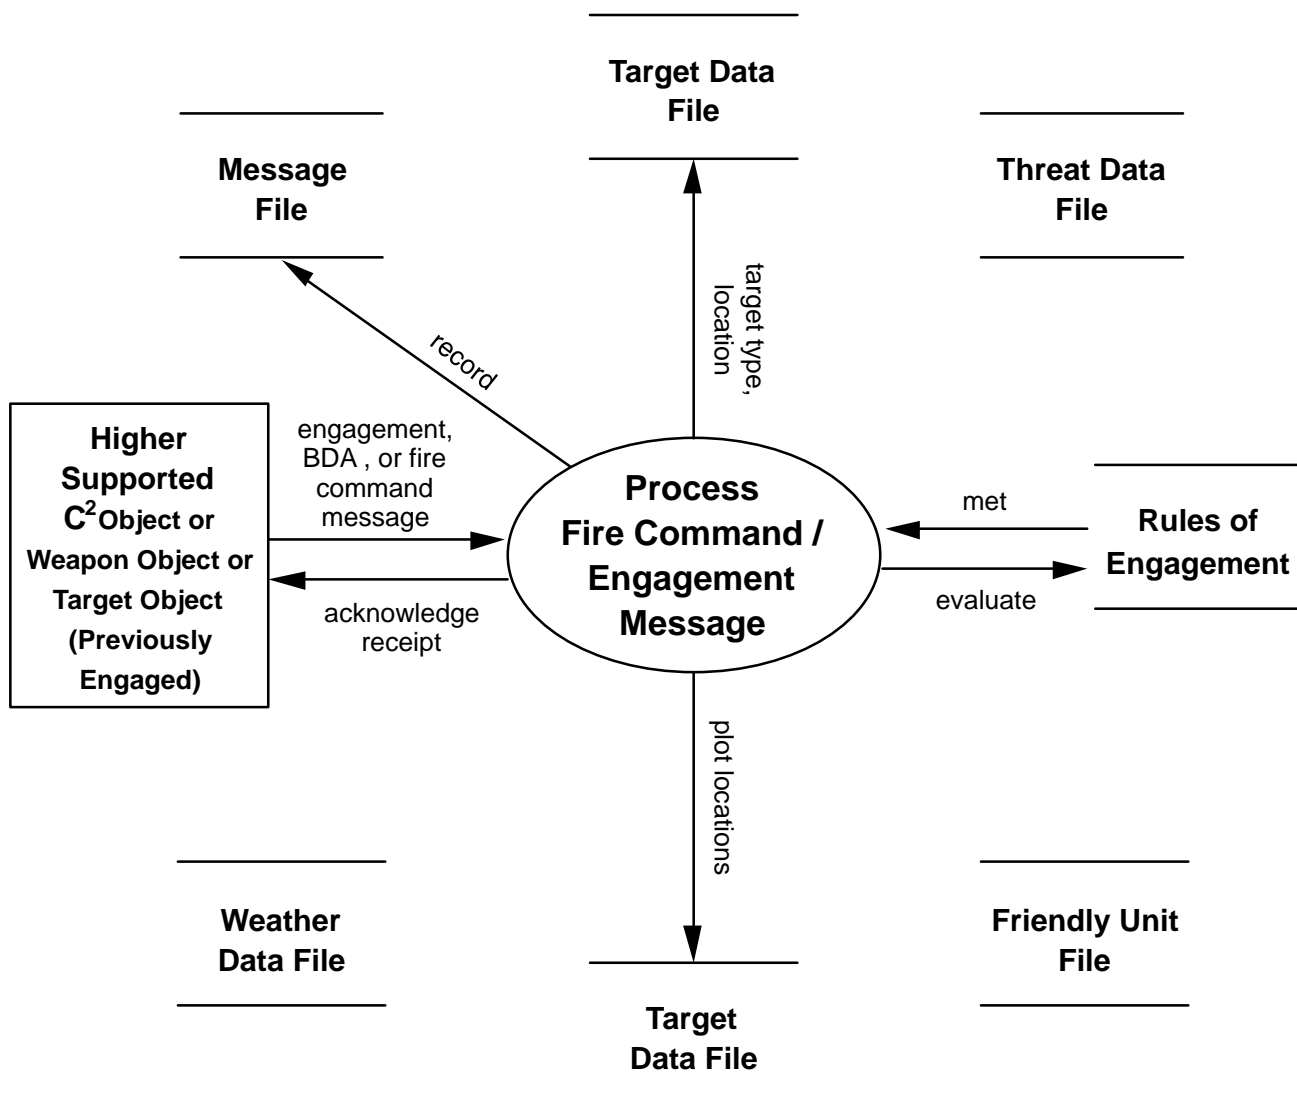 Target Data
File
Message
File
Threat Data
File
target type,
location
record
Higher
Supported
C² Object or
Weapon Object or
Target Object
(Previously
Engaged)
engagement,
BDA , or fire
command
message
acknowledge
receipt
Process
Fire Command /
Engagement
Message
met
evaluate
Rules of
Engagement
plot locations
Weather
Data File
Target
Data File
Friendly Unit
File